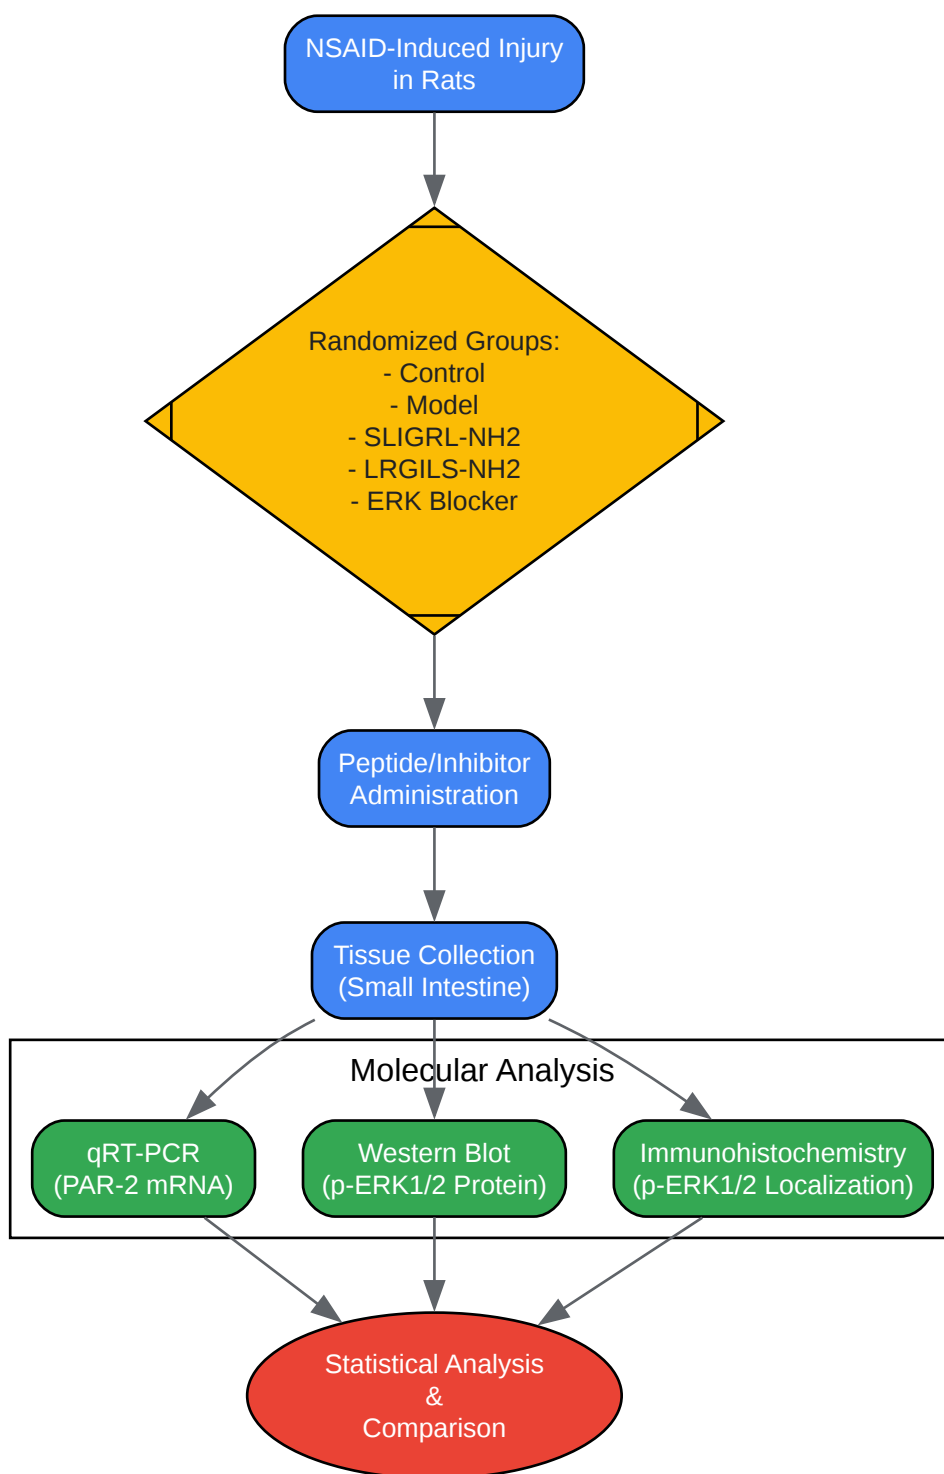 NSAID-Induced Injury
in Rats
Randomized Groups:
- Control
- Model
- SLIGRL-NH2
- LRGILS-NH2
- ERK Blocker
Peptide/Inhibitor
Administration
Tissue Collection
(Small Intestine)
Molecular Analysis
qRT-PCR
(PAR-2 mRNA)
Western Blot
(p-ERK1/2 Protein)
Immunohistochemistry
(p-ERK1/2 Localization)
Statistical Analysis
&
Comparison